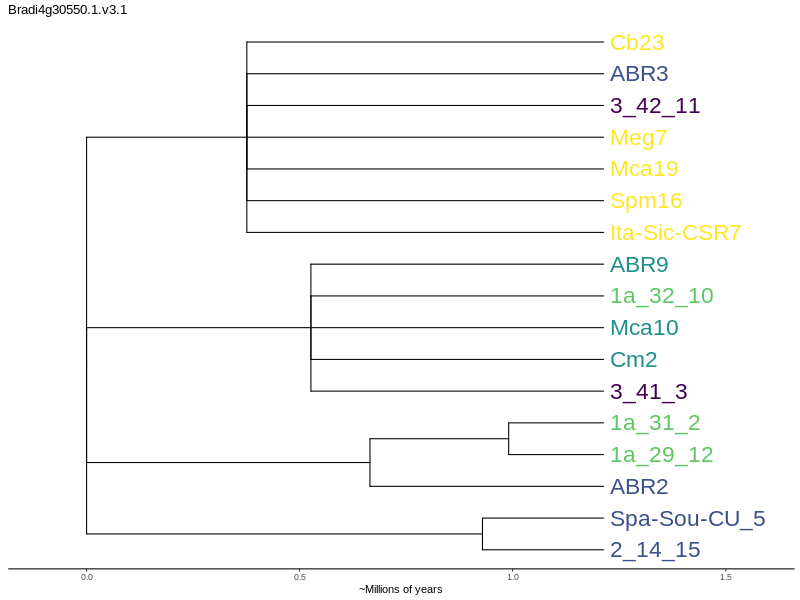 Bradi4g30550.1.v3.1
Cb23
ABR3
3_42_11
Meg7
Mca19
Spm16
Ita-Sic-CSR7
ABR9
1a_32_10
Mca10
Cm2
3_41_3
1a_31_2
1a_29_12
ABR2
Spa-Sou-CU_5
2_14_15
0.0 0.5 1.0 1.5
~Millions of years